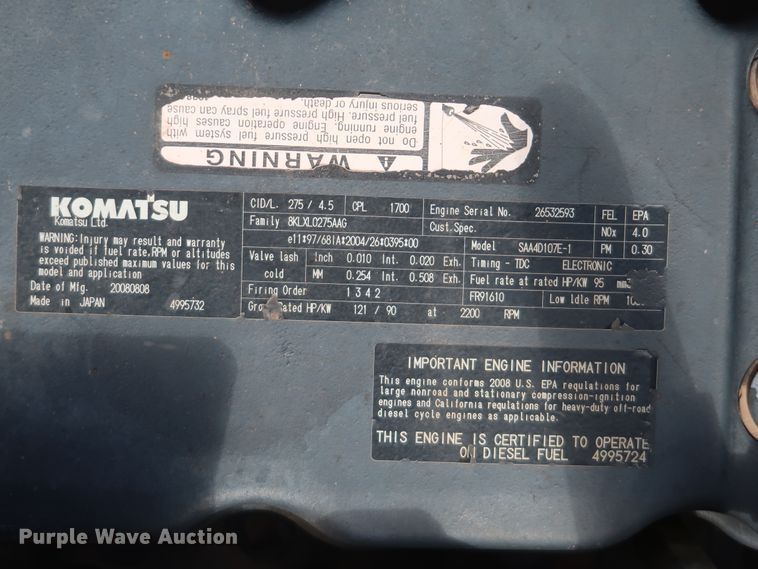 WARNING
Do not open high pressure fuel system with
engine running. Engine operation causes high
fuel pressure. High pressure fuel spray can cause
serious injury or death.
KOMATSU
Komatsu Ltd.
WARNING: Injury may result and warranty
is voided if fuel rate, RPM or altitudes
exceed published maximum values for this
model and application
Date of Mfg. 20080808
Made in JAPAN 4995732
CID/L. 275 / 4.5 CPL 1700 Engine Serial No. 26532593 FEL EPA
Family 8KLXL0275AAG Cust.Spec. NOx 4.0
e11*97/68IA*2004/26*0395*00 Model SAA4D107E-1 PM 0.30
Valve lash Inch 0.010 Int. 0.020 Exh. Timing - TDC ELECTRONIC
cold MM 0.254 Int. 0.508 Exh. Fuel rate at rated HP/KW 95
Firing Order 1 3 4 2 FR91610 Low Idle RPM
Rated HP/KW 121 / 90 at 2200 RPM
IMPORTANT ENGINE INFORMATION
This engine conforms 2008 U.S. EPA regulations for
large nonroad and stationary compression-ignition
engines and California regulations for heavy-duty off-road
diesel cycle engines as applicable.
THIS ENGINE IS CERTIFIED TO OPERATE
ON DIESEL FUEL 4995724
Purple Wave Auction